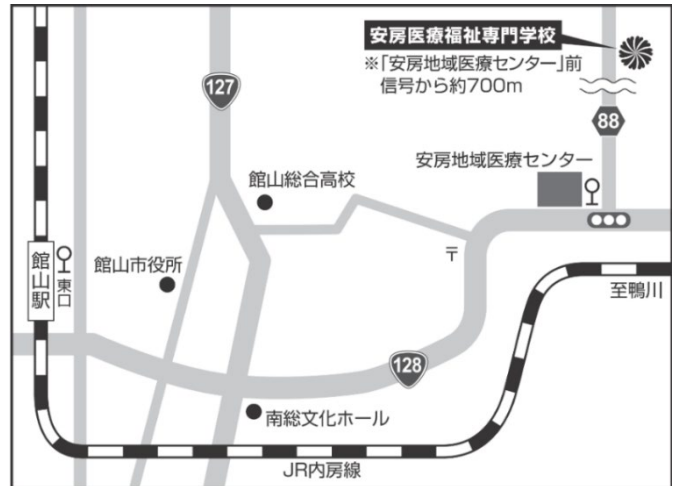 安房医療福祉専門学校
※「安房地域医療センター」前
信号から約700m
127
88
安房地域医療センター
館山総合高校
〒
館山市役所
館山駅
東口
至鴨川
128
南総文化ホール
JR内房線